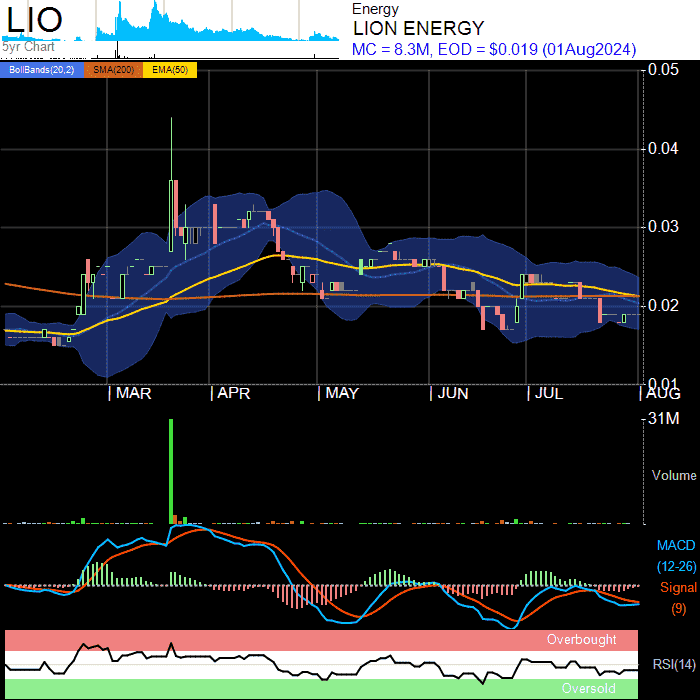 LIO
5yr Chart
Energy
LION ENERGY
MC = 8.3M, EOD = $0.019 (01Aug2024)
BollBands(20,2) SMA(200) EMA(50)
0.05
0.04
0.03
0.02
0.01
MAR APR MAY JUN JUL AUG
31M
Volume
MACD
(12-26)
Signal
(9)
Overbought
RSI(14)
Oversold